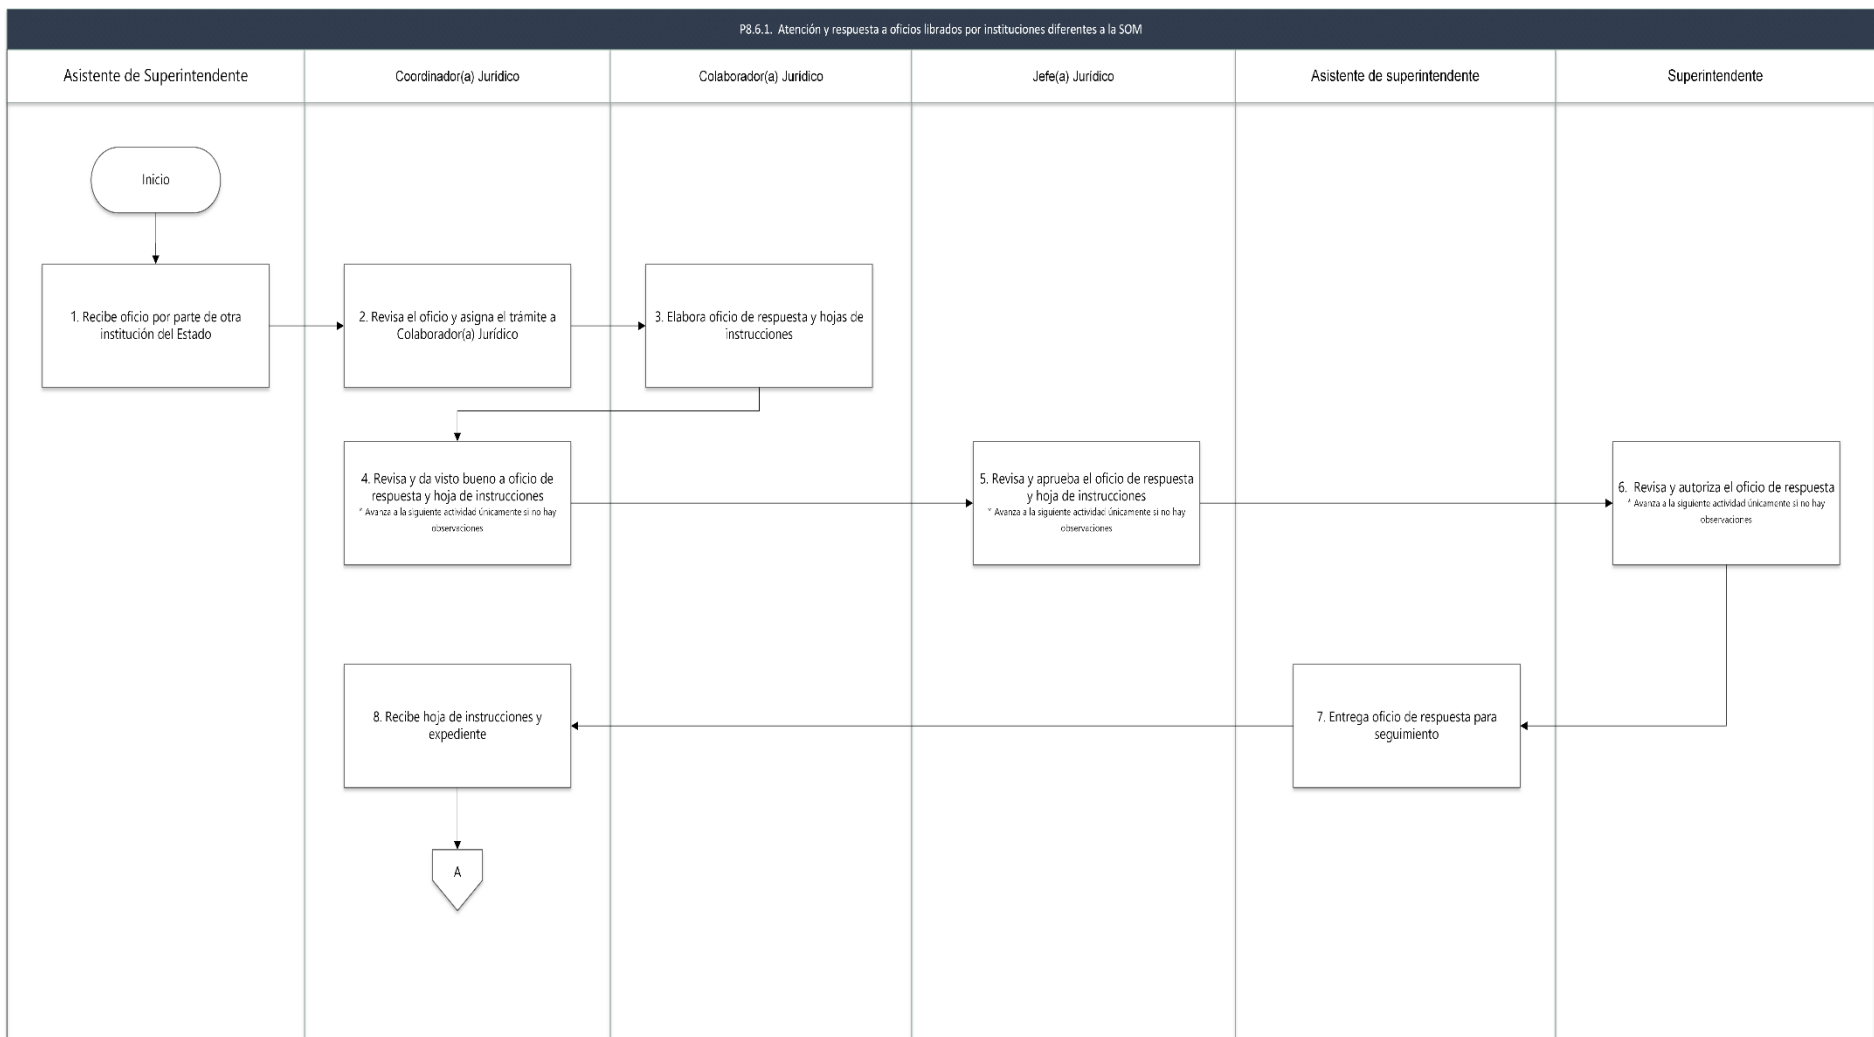 P8.6.1. Atención y respuesta a oficios librados por instituciones diferentes a la SOM
Asistente de Superintendente
Coordinador(a) Jurídico
Colaborador(a) Jurídico
Jefe(a) Jurídico
Asistente de superintendente
Superintendente
Inicio
1. Recibe oficio por parte de otra
institución del Estado
2. Revisa el oficio y asigna el trámite a
Colaborador(a) Jurídico
3. Elabora oficio de respuesta y hojas de
instrucciones
4. Revisa y da visto bueno a oficio de
respuesta y hoja de instrucciones
* Avanza a la siguiente actividad únicamente si no hay
observaciones
5. Revisa y aprueba el oficio de respuesta
y hoja de instrucciones
* Avanza a la siguiente actividad únicamente si no hay
observaciones
6. Revisa y autoriza el oficio de respuesta
* Avanza a la siguiente actividad únicamente si no hay
observaciones
8. Recibe hoja de instrucciones y
expediente
7. Entrega oficio de respuesta para
seguimiento
A